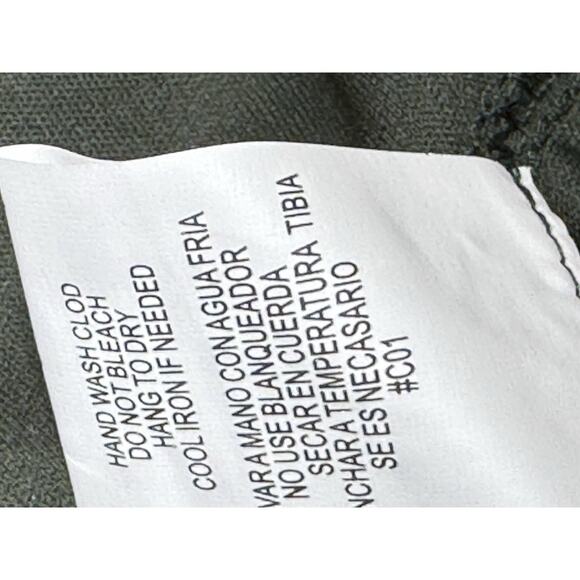 HAND WASH CLOD
DO NOT BLEACH
HANG TO DRY
COOL IRON IF NEEDED
VAR A MANO CON AGUA FRIA
NO USE BLANQUEADOR
SECAR EN CUERDA
NCHAR A TEMPERATURA TIBIA
SE ES NECASARIO
#C01